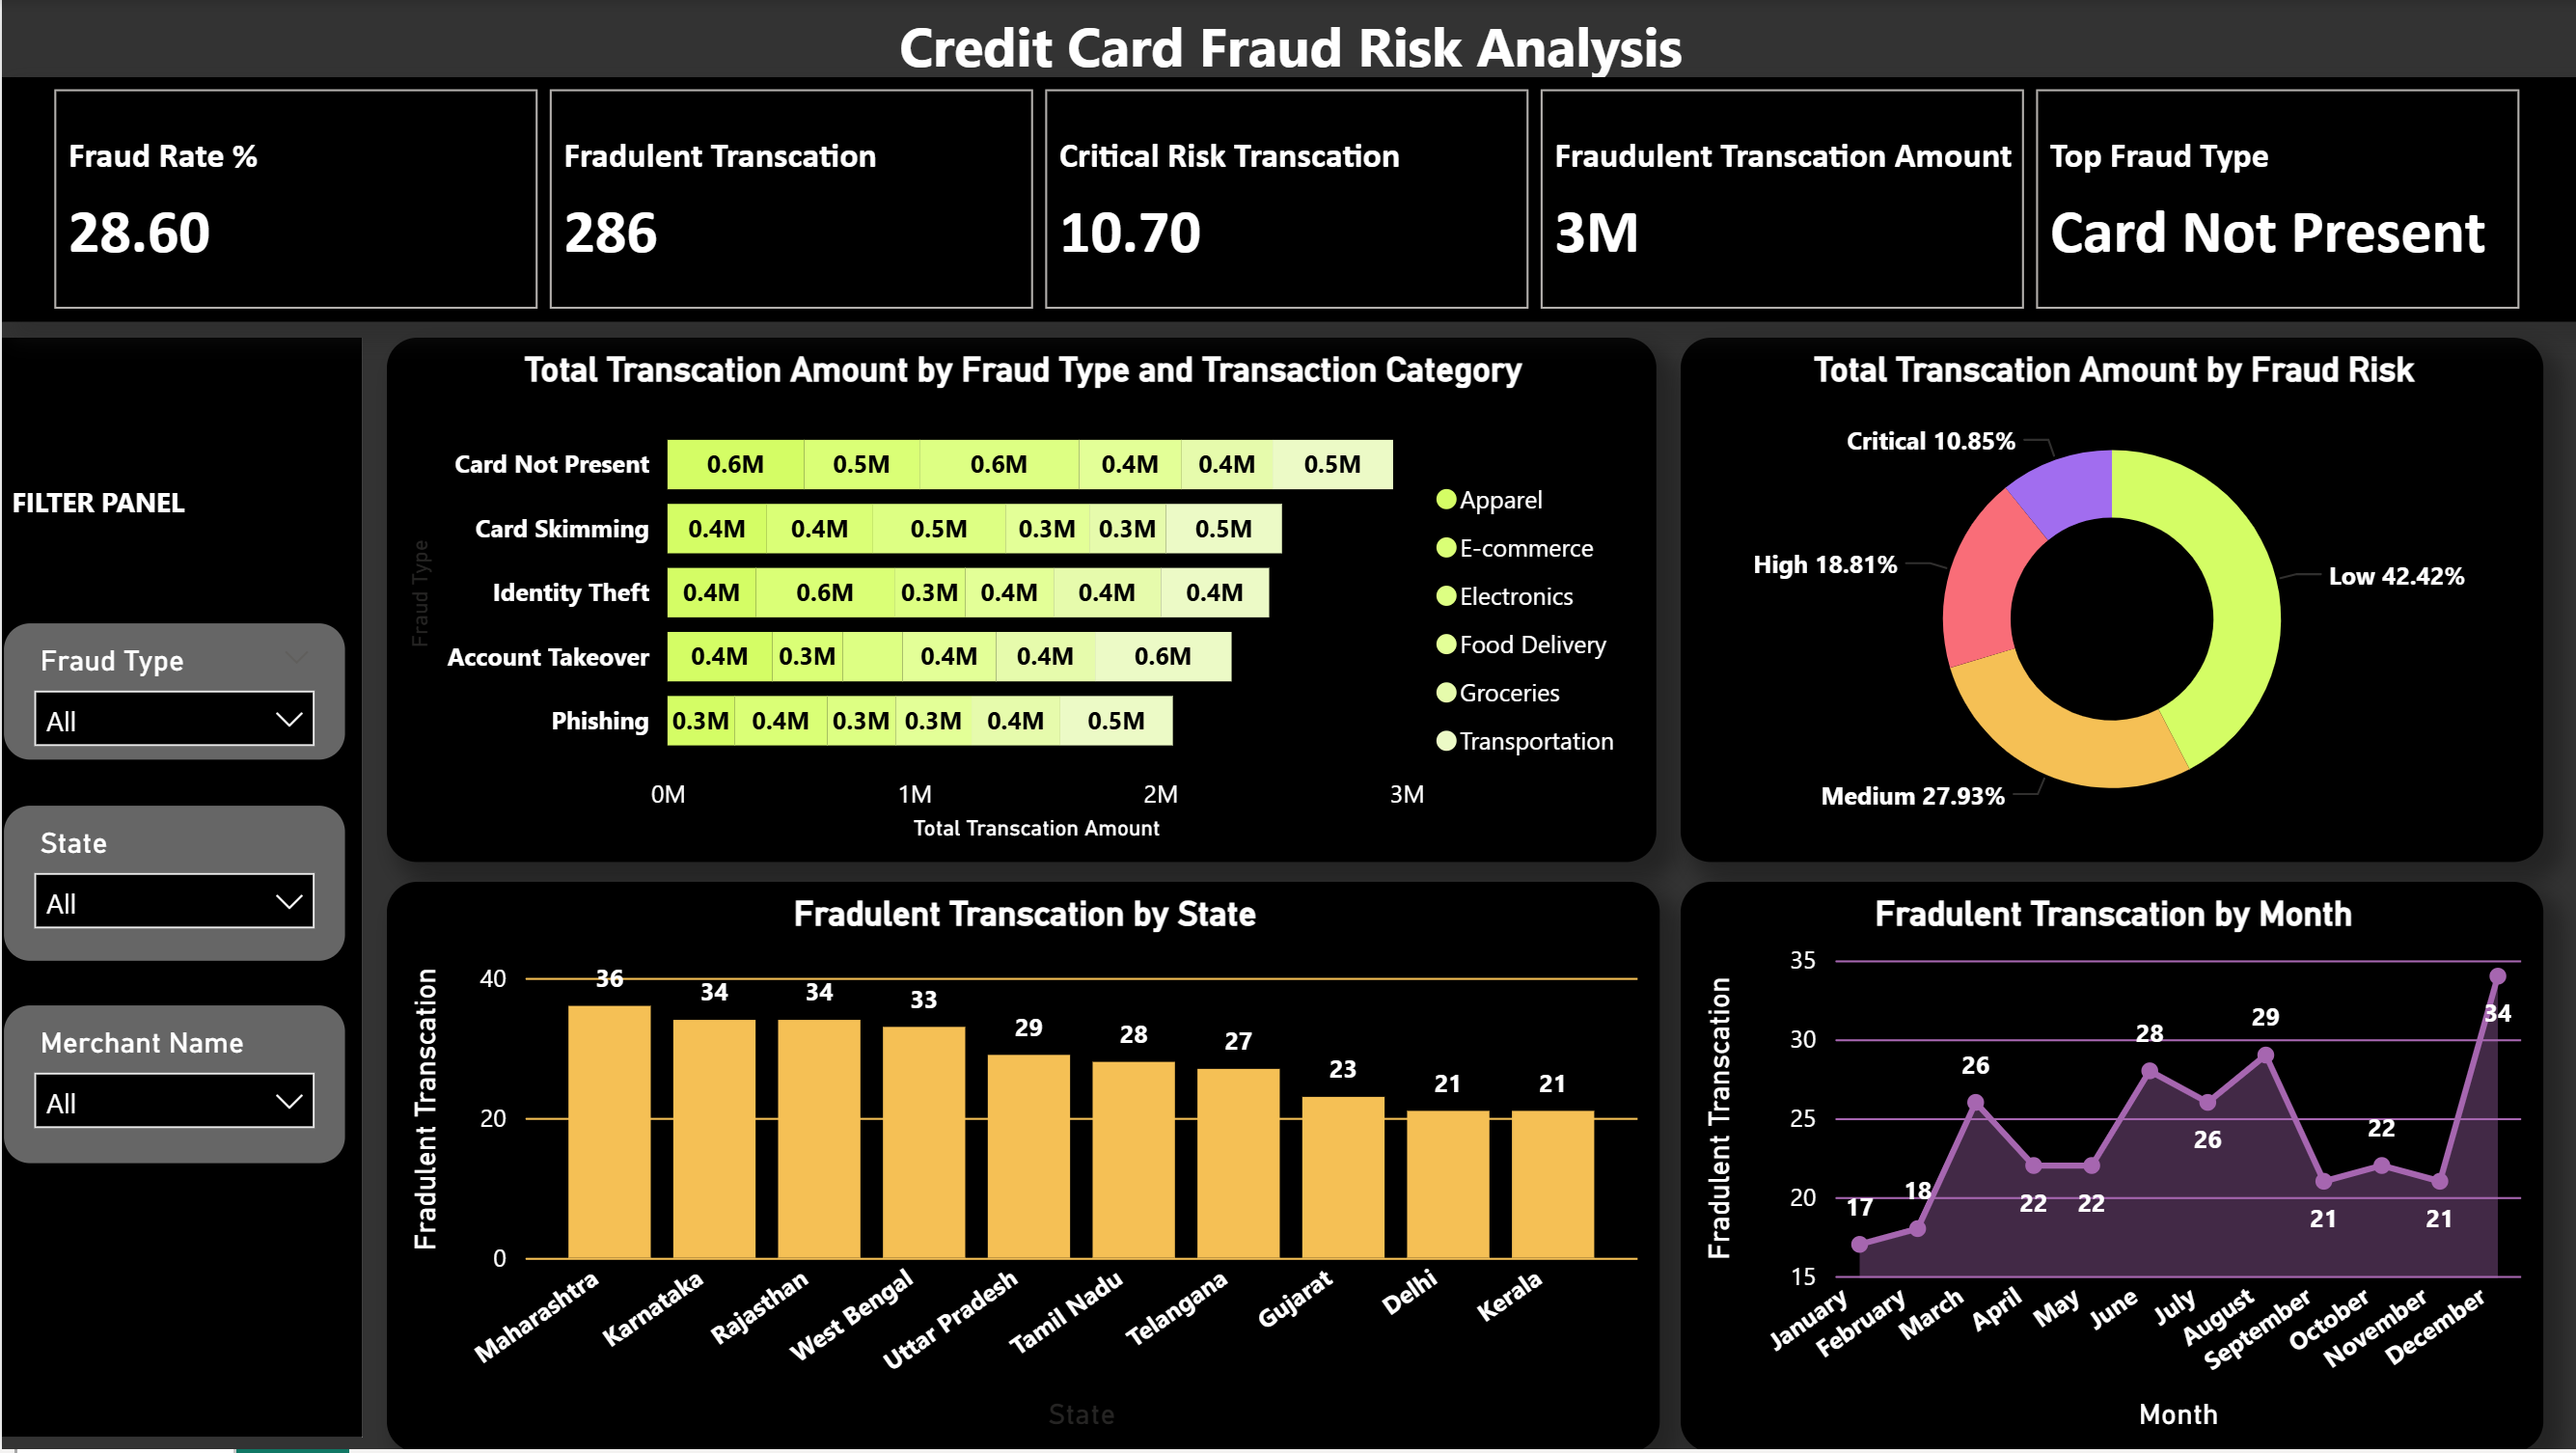 Credit Card Fraud Risk Analysis
Fraud Rate %
28.60
Fradulent Transcation
286
Critical Risk Transcation
10.70
Fraudulent Transcation Amount
3M
Top Fraud Type
Card Not Present
FILTER PANEL
Fraud Type
All
State
All
Merchant Name
All
Total Transcation Amount by Fraud Type and Transaction Category
Fraud Type
Card Not Present 0.6M 0.5M 0.6M 0.4M 0.4M 0.5M
Card Skimming 0.4M 0.4M 0.5M 0.3M 0.3M 0.5M
Identity Theft 0.4M 0.6M 0.3M 0.4M 0.4M 0.4M
Account Takeover 0.4M 0.3M 0.4M 0.4M 0.6M
Phishing 0.3M 0.4M 0.3M 0.3M 0.4M 0.5M
0M 1M 2M 3M
Total Transcation Amount
Apparel
E-commerce
Electronics
Food Delivery
Groceries
Transportation
Total Transcation Amount by Fraud Risk
Critical 10.85%
High 18.81%
Low 42.42%
Medium 27.93%
Fradulent Transcation by State
Fradulent Transcation
40
20
0
36 34 34 33 29 28 27 23 21 21
Maharashtra Karnataka Rajasthan West Bengal Uttar Pradesh Tamil Nadu Telangana Gujarat Delhi Kerala
State
Fradulent Transcation by Month
Fradulent Transcation
35
30
25
20
15
17 18 26 22 22 28 26 29 21 22 21 34
January February March April May June July August September October November December
Month